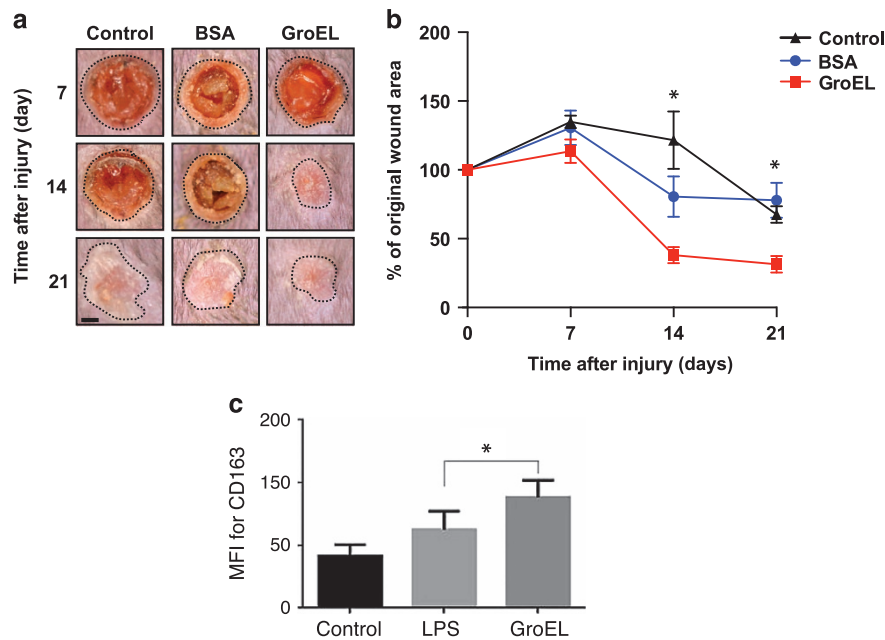 a
Control BSA GroEL
Time after injury (day)
7
14
21
b
% of original wound area
200
150
100
50
0
0 7 14 21
Time after injury (days)
*
*
Control
BSA
GroEL
c
MFI for CD163
200
150
50
0
*
Control LPS GroEL